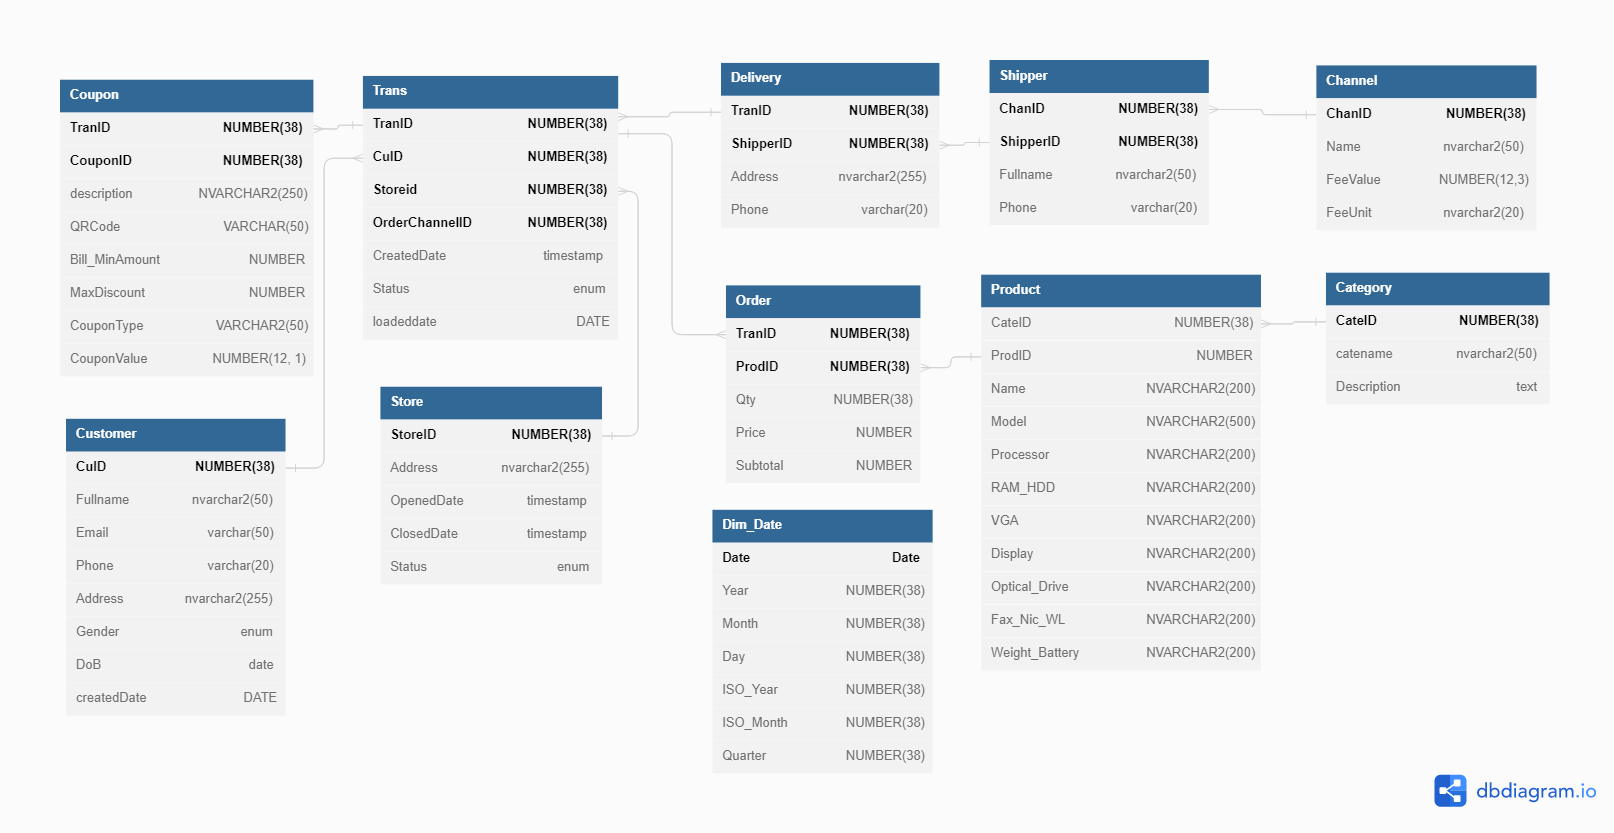 Coupon
TranID NUMBER(38)
CouponID NUMBER(38)
description NVARCHAR2(250)
QRCode VARCHAR(50)
Bill_MinAmount NUMBER
MaxDiscount NUMBER
CouponType VARCHAR2(50)
CouponValue NUMBER(12, 1)
Customer
CuID NUMBER(38)
Fullname nvarchar2(50)
Email varchar(50)
Phone varchar(20)
Address nvarchar2(255)
Gender enum
DoB date
createdDate DATE
Trans
TranID NUMBER(38)
CuID NUMBER(38)
Storeid NUMBER(38)
OrderChannelID NUMBER(38)
CreatedDate timestamp
Status enum
loadeddate DATE
Store
StoreID NUMBER(38)
Address nvarchar2(255)
OpenedDate timestamp
ClosedDate timestamp
Status enum
Delivery
TranID NUMBER(38)
ShipperID NUMBER(38)
Address nvarchar2(255)
Phone varchar(20)
Order
TranID NUMBER(38)
ProdID NUMBER(38)
Qty NUMBER(38)
Price NUMBER
Subtotal NUMBER
Dim_Date
Date Date
Year NUMBER(38)
Month NUMBER(38)
Day NUMBER(38)
ISO_Year NUMBER(38)
ISO_Month NUMBER(38)
Quarter NUMBER(38)
Shipper
ChanID NUMBER(38)
ShipperID NUMBER(38)
Fullname nvarchar2(50)
Phone varchar(20)
Product
CateID NUMBER(38)
ProdID NUMBER
Name NVARCHAR2(200)
Model NVARCHAR2(500)
Processor NVARCHAR2(200)
RAM_HDD NVARCHAR2(200)
VGA NVARCHAR2(200)
Display NVARCHAR2(200)
Optical_Drive NVARCHAR2(200)
Fax_Nic_WL NVARCHAR2(200)
Weight_Battery NVARCHAR2(200)
Channel
ChanID NUMBER(38)
Name nvarchar2(50)
FeeValue NUMBER(12,3)
FeeUnit nvarchar2(20)
Category
CateID NUMBER(38)
catename nvarchar2(50)
Description text
dbdiagram.io